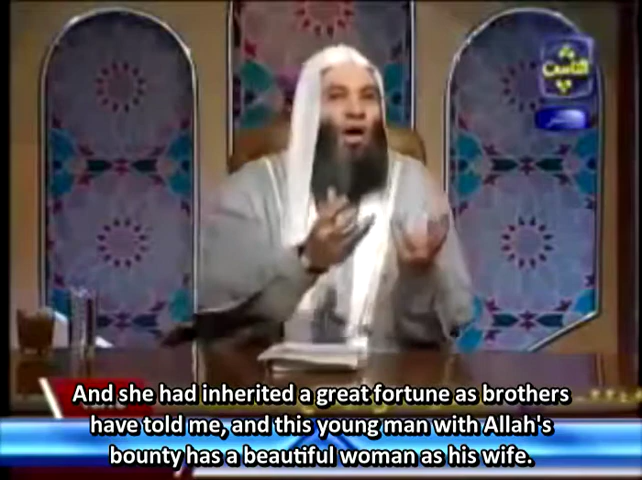 الناس
And she had inherited a great fortune as brothers
have told me, and this young man with Allah's
bounty has a beautiful woman as his wife.